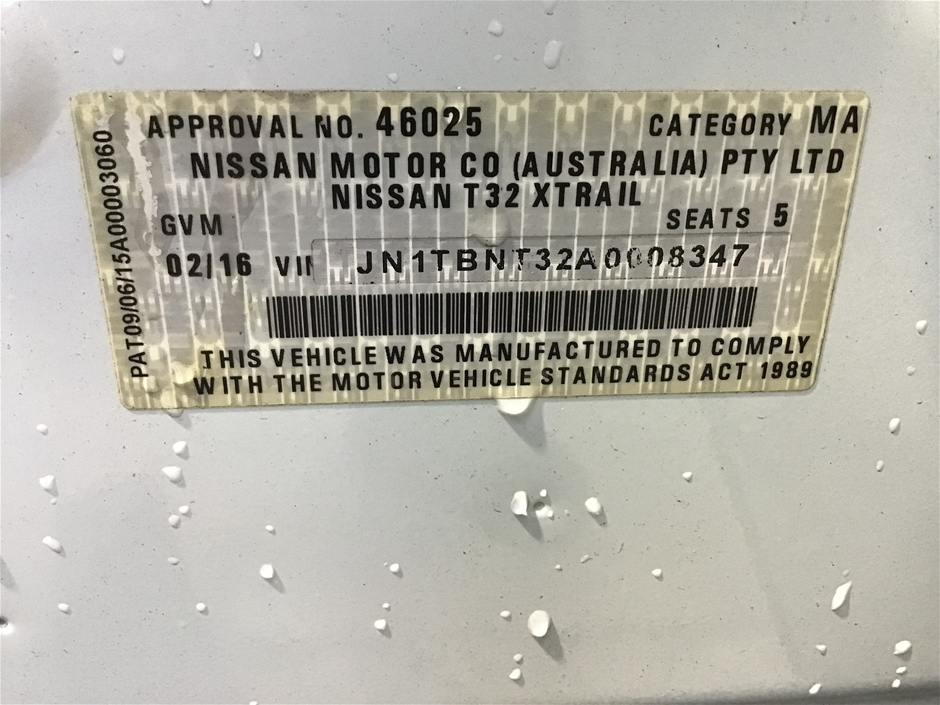 APPROVAL NO. 46025 CATEGORY MA
NISSAN MOTOR CO (AUSTRALIA) PTY LTD
NISSAN T32 XTRAIL
GVM SEATS 5
02/16 VIN JN1TBNT32A0008347
THIS VEHICLE WAS MANUFACTURED TO COMPLY
WITH THE MOTOR VEHICLE STANDARDS ACT 1989
PAT09/06/15A00003060